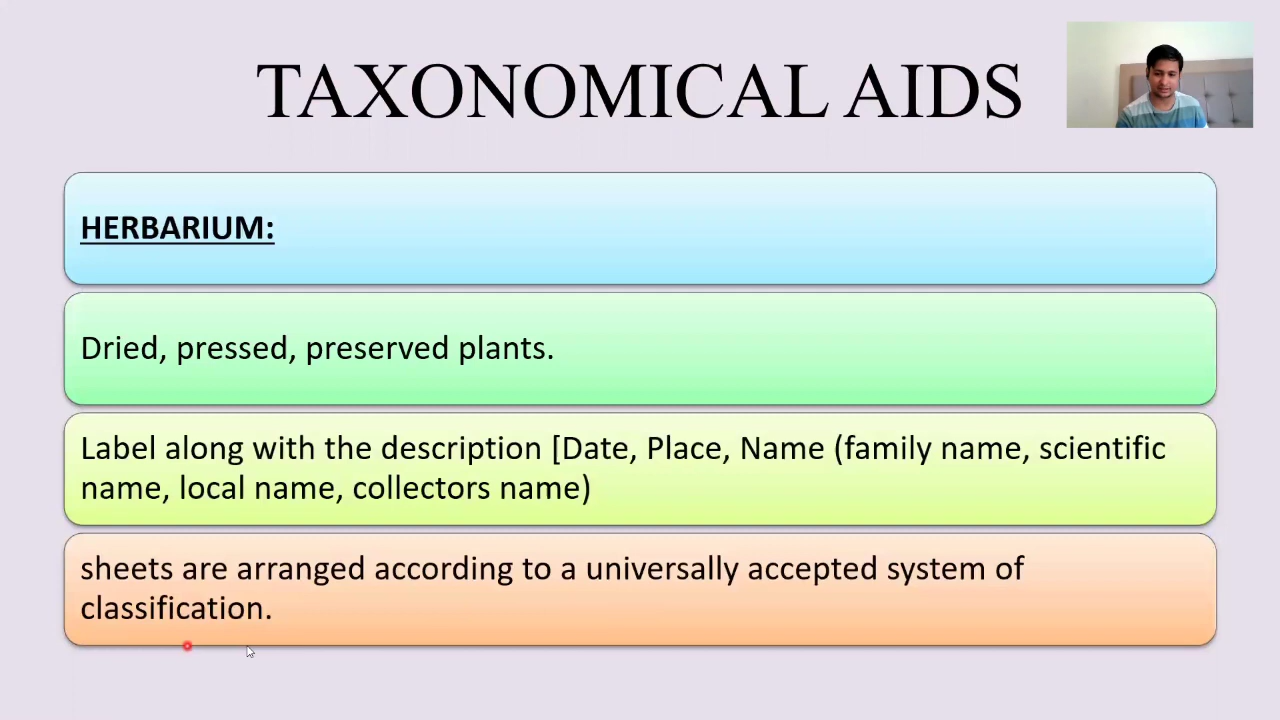 TAXONOMICAL AIDS
HERBARIUM:
Dried, pressed, preserved plants.
Label along with the description [Date, Place, Name (family name, scientific
name, local name, collectors name)
sheets are arranged according to a universally accepted system of
classification.